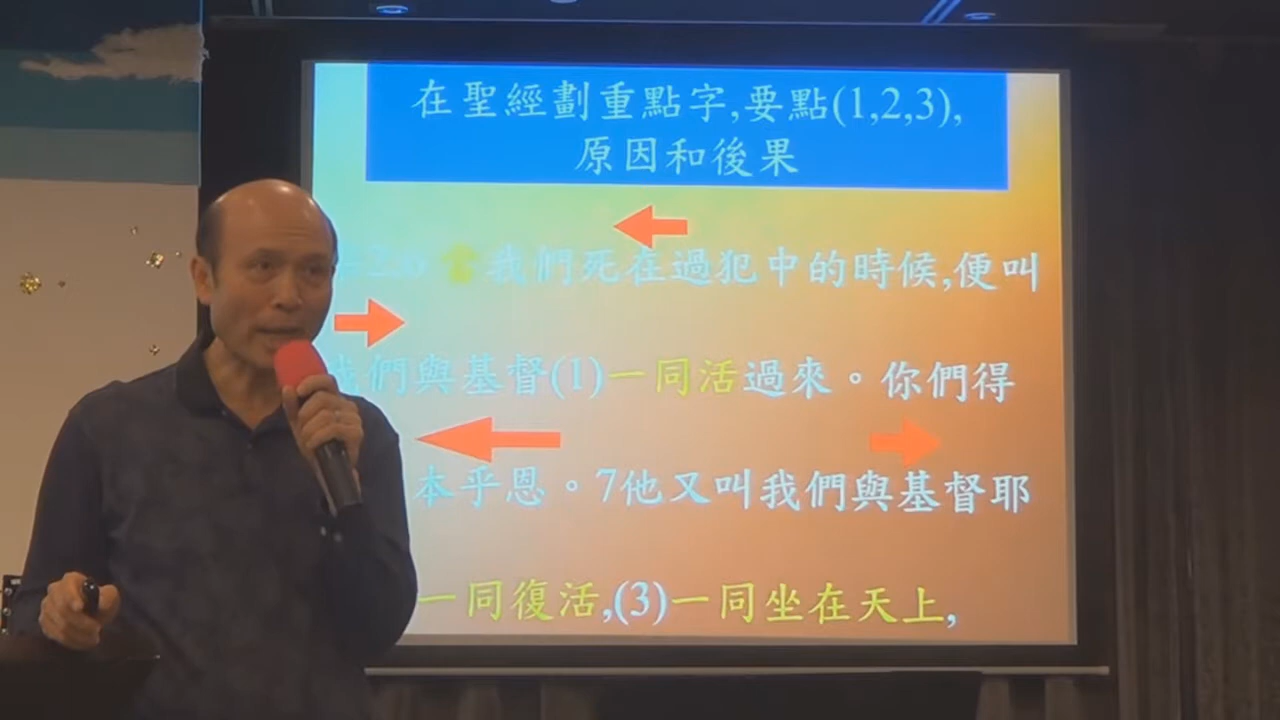 在聖經劃重點字,要點(1,2,3),
原因和後果
當我們死在過犯中的時候,便叫
我們與基督(1)一同活過來。你們得
本乎恩。7他又叫我們與基督耶
一同復活,(3)一同坐在天上,